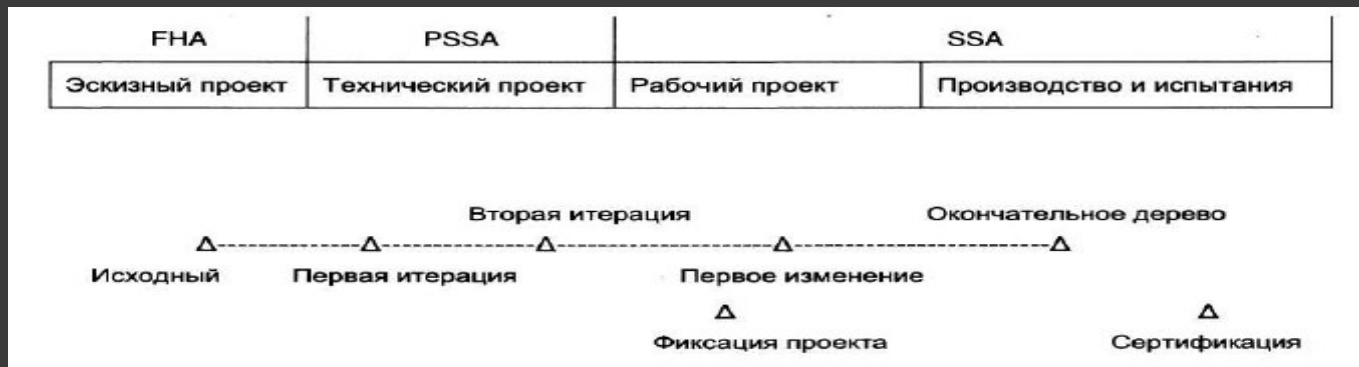 FHA PSSA SSA
Эскизный проект Технический проект Рабочий проект Производство и испытания
Вторая итерация Окончательное дерево
Δ-------------Δ-------------Δ-------------------Δ----------------------Δ
Исходный Первая итерация Первое изменение
Δ Δ
Фиксация проекта Сертификация